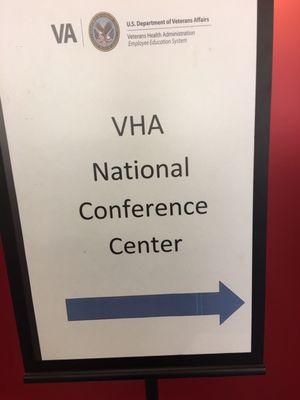 VA
U.S. Department of Veterans Affairs
Veterans Health Administration
Employee Education System
VHA
National
Conference
Center